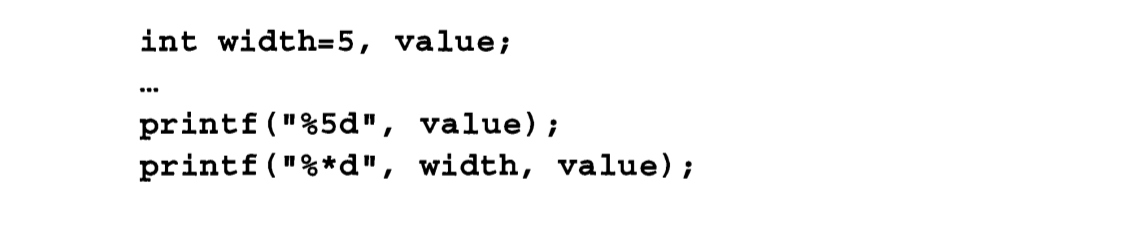 int width=5, value;
…
printf("%5d", value);
printf("%*d", width, value);